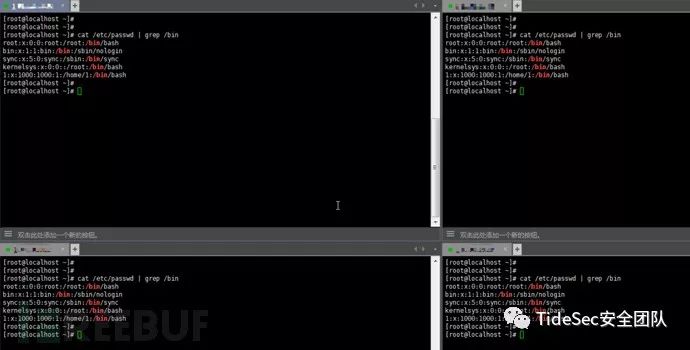 [root@localhost ~]#
[root@localhost ~]#
[root@localhost ~]# cat /etc/passwd | grep /bin
root:x:0:0:root:/root:/bin/bash
bin:x:1:1:bin:/bin:/sbin/nologin
sync:x:5:0:sync:/sbin:/bin/sync
kernelsys:x:0:0::/root:/bin/bash
1:x:1000:1000:1:/home/1:/bin/bash
[root@localhost ~]#
[root@localhost ~]#
[root@localhost ~]#
[root@localhost ~]#
[root@localhost ~]# cat /etc/passwd | grep /bin
root:x:0:0:root:/root:/bin/bash
bin:x:1:1:bin:/bin:/sbin/nologin
sync:x:5:0:sync:/sbin:/bin/sync
kernelsys:x:0:0::/root:/bin/bash
1:x:1000:1000:1:/home/1:/bin/bash
[root@localhost ~]#
[root@localhost ~]#
双击此处添加一个新的按钮。
双击此处添加一个新的按钮。
[root@localhost ~]#
[root@localhost ~]#
[root@localhost ~]# cat /etc/passwd | grep /bin
root:x:0:0:root:/root:/bin/bash
bin:x:1:1:bin:/bin:/sbin/nologin
sync:x:5:0:sync:/sbin:/bin/sync
kernelsys:x:0:0::/root:/bin/bash
1:x:1000:1000:1:/home/1:/bin/bash
[root@localhost ~]#
[root@localhost ~]#
[root@localhost ~]#
[root@localhost ~]#
[root@localhost ~]# cat /etc/passwd | grep /bin
root:x:0:0:root:/root:/bin/bash
bin:x:1:1:bin:/bin:/sbin/nologin
sync:x:5:0:sync:/sbin:/bin/sync
kernelsys:x:0:0::/root:/bin/bash
1:x:1000:1000:1:/home/1:/bin/bash
[root@localhost ~]#
[root@localhost ~]#
REEBUF
TideSec安全团队